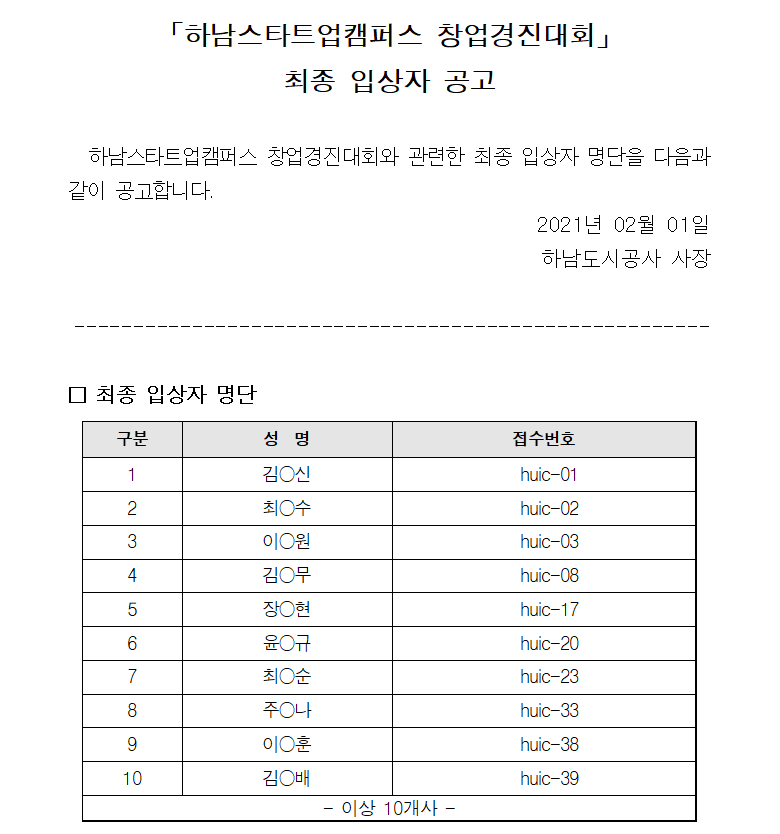 「하남스타트업캠퍼스 창업경진대회」
최종 입상자 공고
하남스타트업캠퍼스 창업경진대회와 관련한 최종 입상자 명단을 다음과
같이 공고합니다.
2021년 02월 01일
하남도시공사 사장
□ 최종 입상자 명단
구분 성 명 접수번호
1 김○신 huic-01
2 최○수 huic-02
3 이○원 huic-03
4 김○무 huic-08
5 장○현 huic-17
6 윤○규 huic-20
7 최○순 huic-23
8 주○나 huic-33
9 이○훈 huic-38
10 김○배 huic-39
- 이상 10개사 -